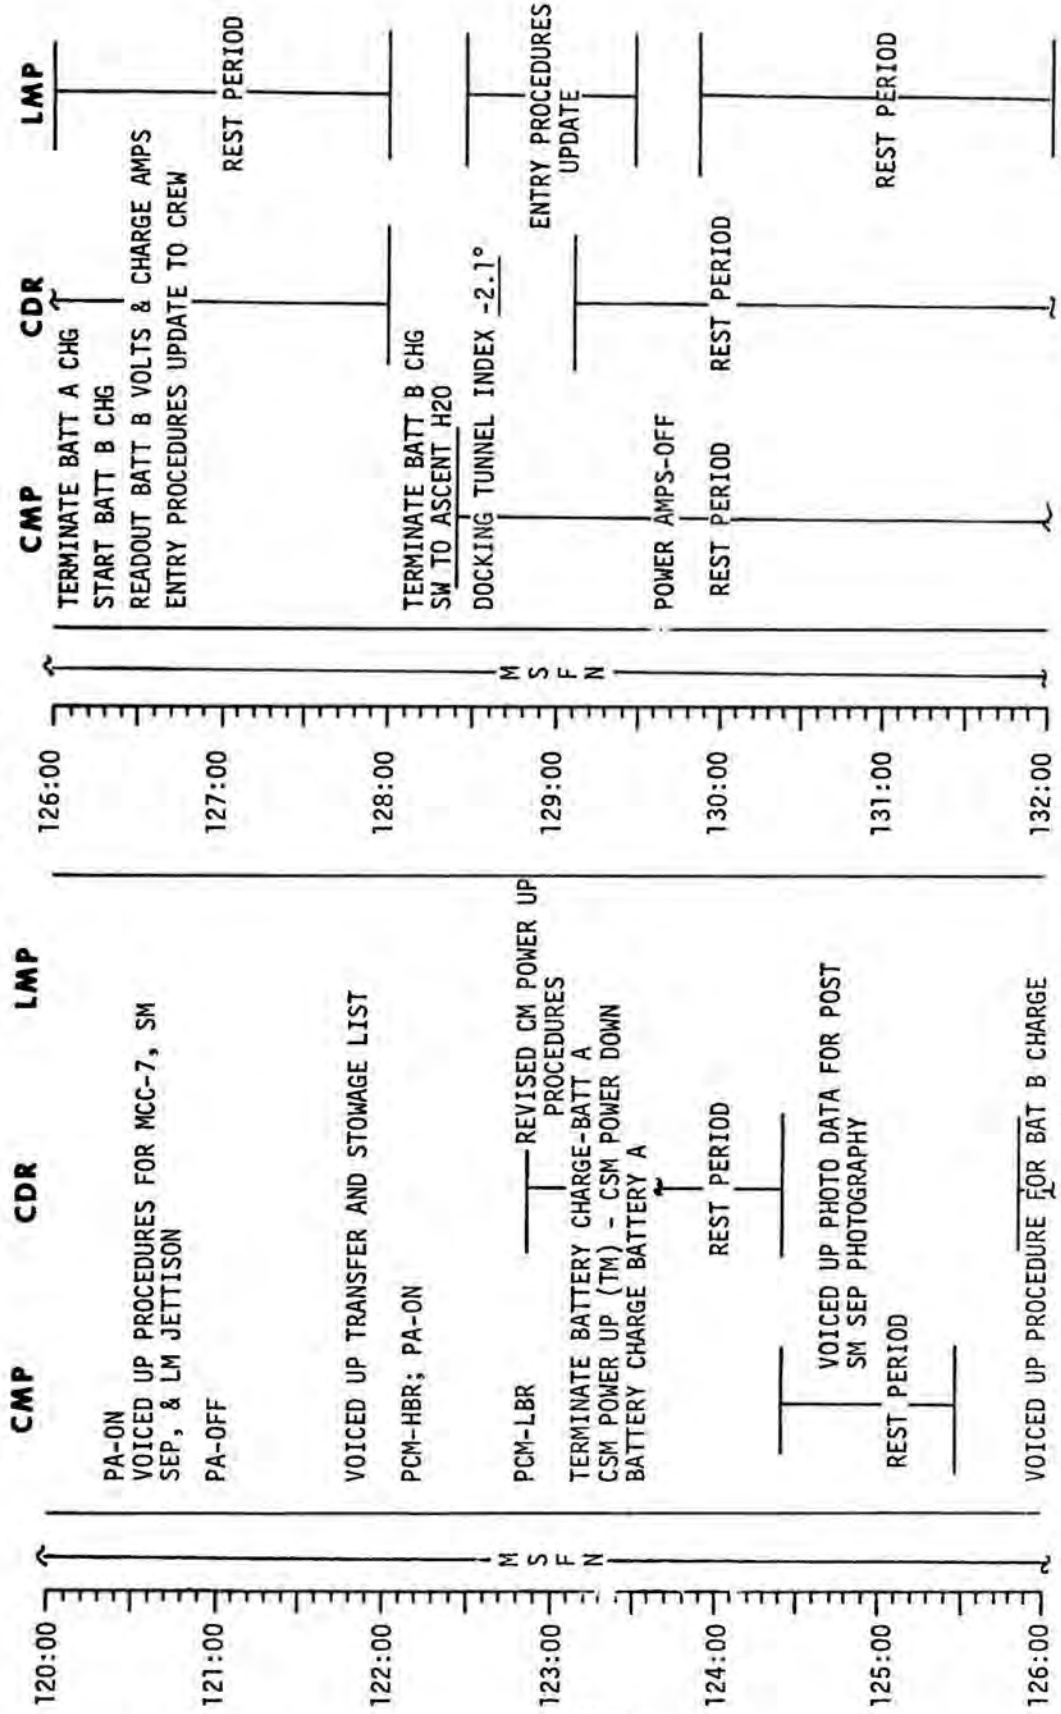 CMP CDR LMP
120:00
PA-ON
VOICED UP PROCEDURES FOR MCC-7, SM
SEP, & LM JETTISON
121:00
PA-OFF
VOICED UP TRANSFER AND STOWAGE LIST
122:00
PCM-HBR; PA-ON
MSFN
PCM-LBR
REVISED CM POWER UP
PROCEDURES
123:00
TERMINATE BATTERY CHARGE-BATT A
CSM POWER UP (TM) - CSM POWER DOWN
BATTERY CHARGE BATTERY A
124:00
REST PERIOD
VOICED UP PHOTO DATA FOR POST
SM SEP PHOTOGRAPHY
125:00
REST PERIOD
126:00
VOICED UP PROCEDURE FOR BAT B CHARGE
CMP CDR LMP
126:00
TERMINATE BATT A CHG
START BATT B CHG
READOUT BATT B VOLTS & CHARGE AMPS
ENTRY PROCEDURES UPDATE TO CREW
127:00
REST PERIOD
128:00
TERMINATE BATT B CHG
SW TO ASCENT H2O
DOCKING TUNNEL INDEX -2.1°
MSFN
129:00
ENTRY PROCEDURES
UPDATE
POWER AMPS-OFF
130:00
REST PERIOD
REST PERIOD
131:00
REST PERIOD
132:00